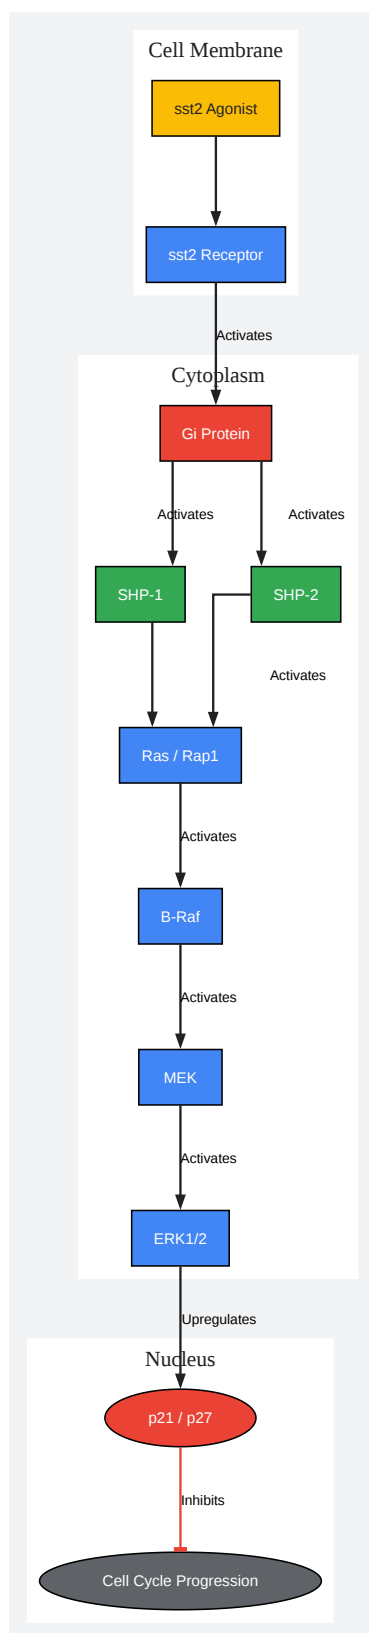 Cell Membrane
sst2 Agonist
sst2 Receptor
Activates
Cytoplasm
Gi Protein
Activates
Activates
SHP-1
SHP-2
Activates
Ras / Rap1
Activates
B-Raf
Activates
MEK
Activates
ERK1/2
Upregulates
Nucleus
p21 / p27
Inhibits
Cell Cycle Progression